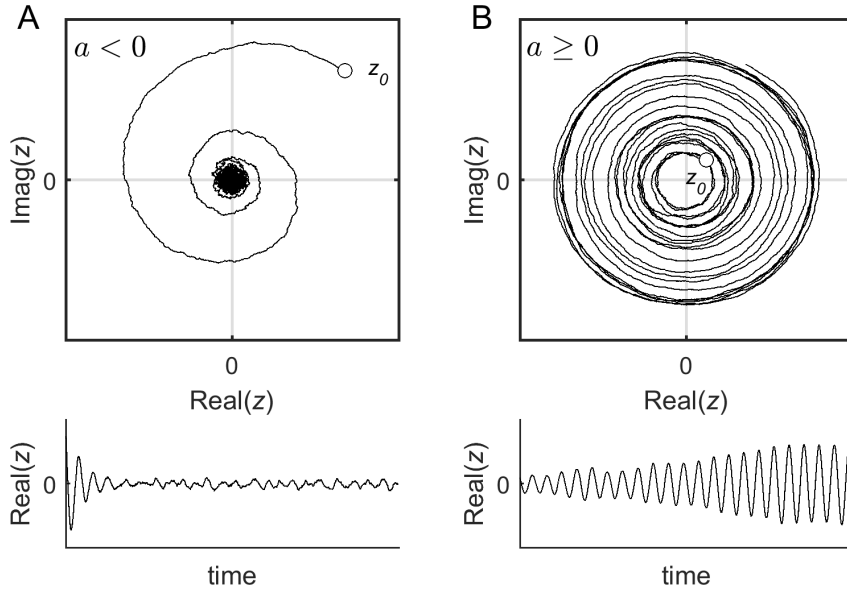 A
a < 0
z0
Imag(z)
0
0
Real(z)
Real(z)
0
time
B
a ≥ 0
z0
Imag(z)
0
0
Real(z)
Real(z)
0
time